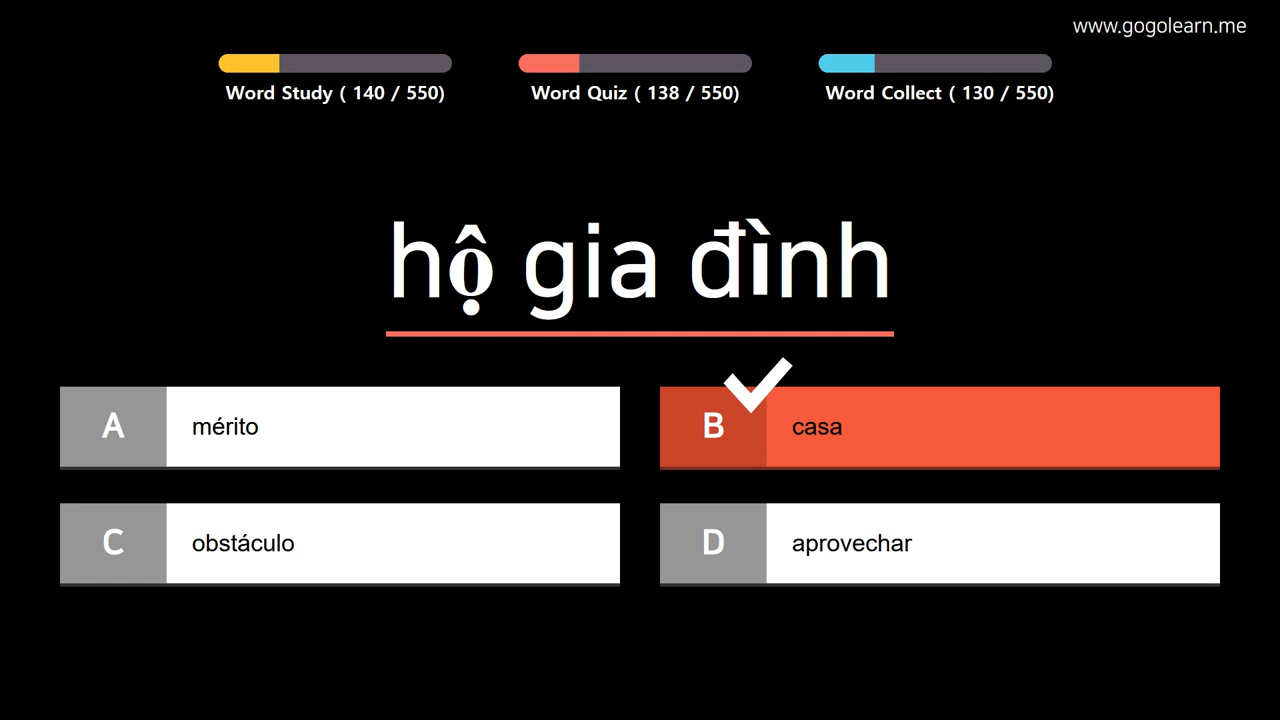 www.gogolearn.me
Word Study ( 140 / 550)
Word Quiz ( 138 / 550)
Word Collect ( 130 / 550)
hộ gia đình
A mérito
B casa
C obstáculo
D aprovechar